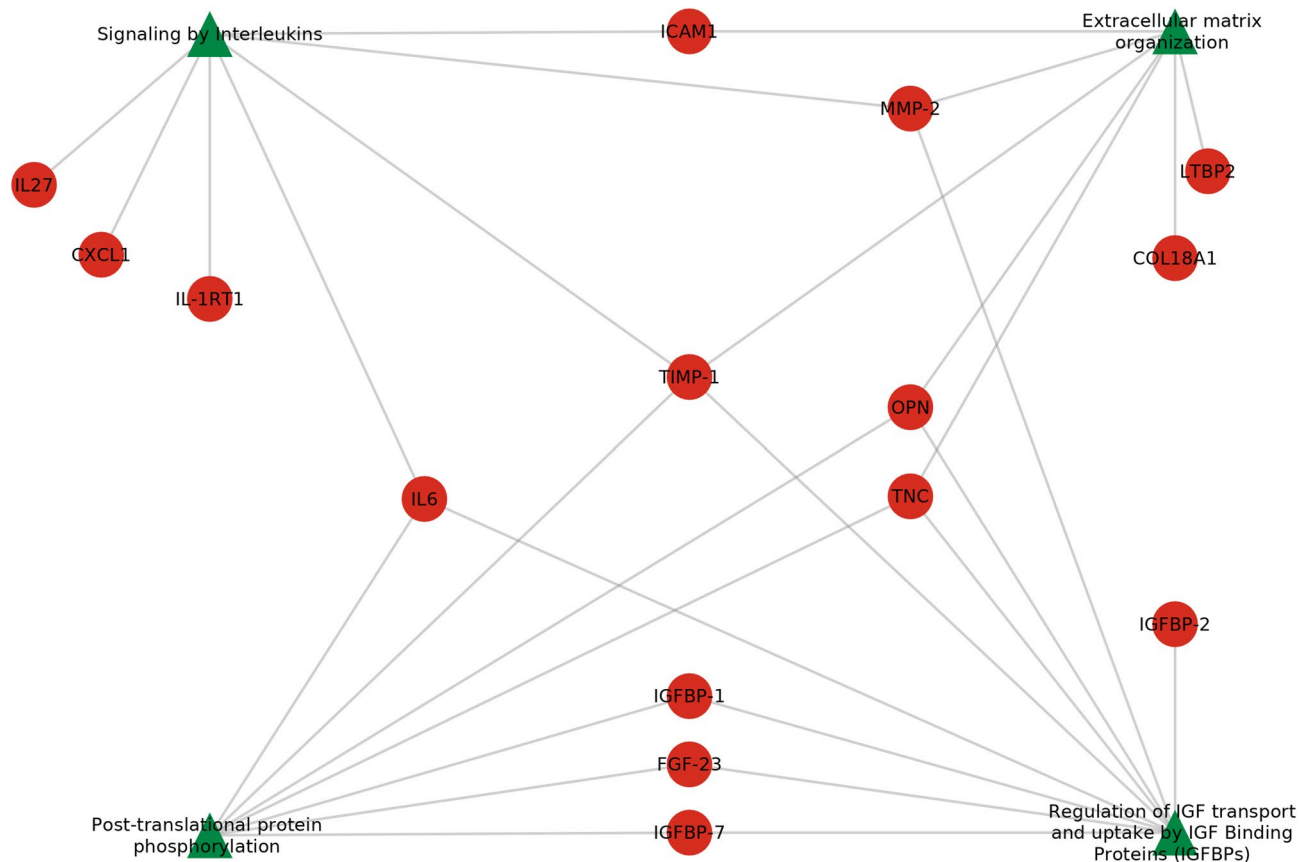 Signaling by Interleukins
ICAM1
Extracellular matrix
organization
MMP-2
LTBP2
IL27
CXCL1
COL18A1
IL-1RT1
TIMP-1
OPN
IL6
TNC
IGFBP-2
IGFBP-1
FGF-23
Post-translational protein
phosphorylation
IGFBP-7
Regulation of IGF transport
and uptake by IGF Binding
Proteins (IGFBPs)